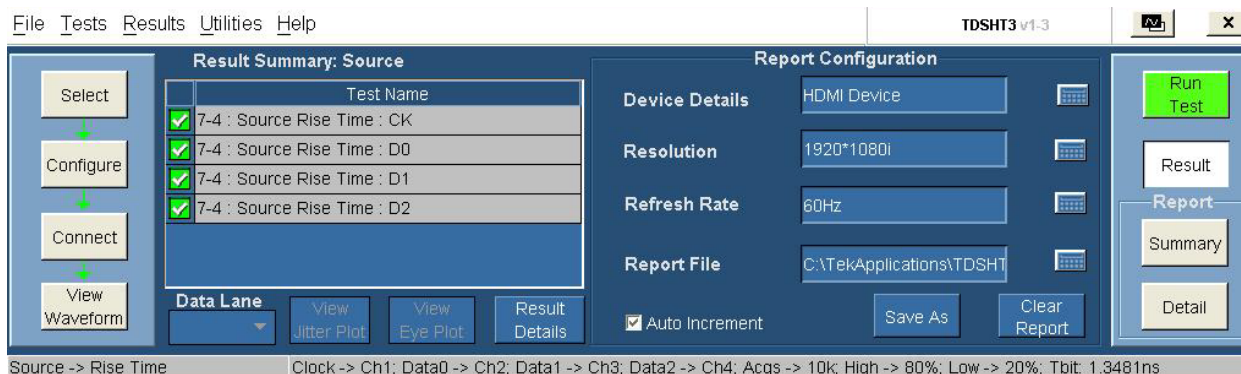 File Tests Results Utilities Help
TDSHT3 v1-3
x
Result Summary: Source
Report Configuration
Select
Configure
Connect
View
Waveform
Test Name
7-4 : Source Rise Time : CK
7-4 : Source Rise Time : D0
7-4 : Source Rise Time : D1
7-4 : Source Rise Time : D2
Data Lane
View
Jitter Plot
View
Eye Plot
Result
Details
Device Details
HDMI Device
Resolution
1920*1080i
Refresh Rate
60Hz
Report File
C:\TekApplications\TDSHT
Auto Increment
Save As
Clear
Report
Run
Test
Result
Report
Summary
Detail
Source -> Rise Time
Clock -> Ch1; Data0 -> Ch2; Data1 -> Ch3; Data2 -> Ch4; Acqs -> 10k; High -> 80%; Low -> 20%; Tbit: 1.3481ns